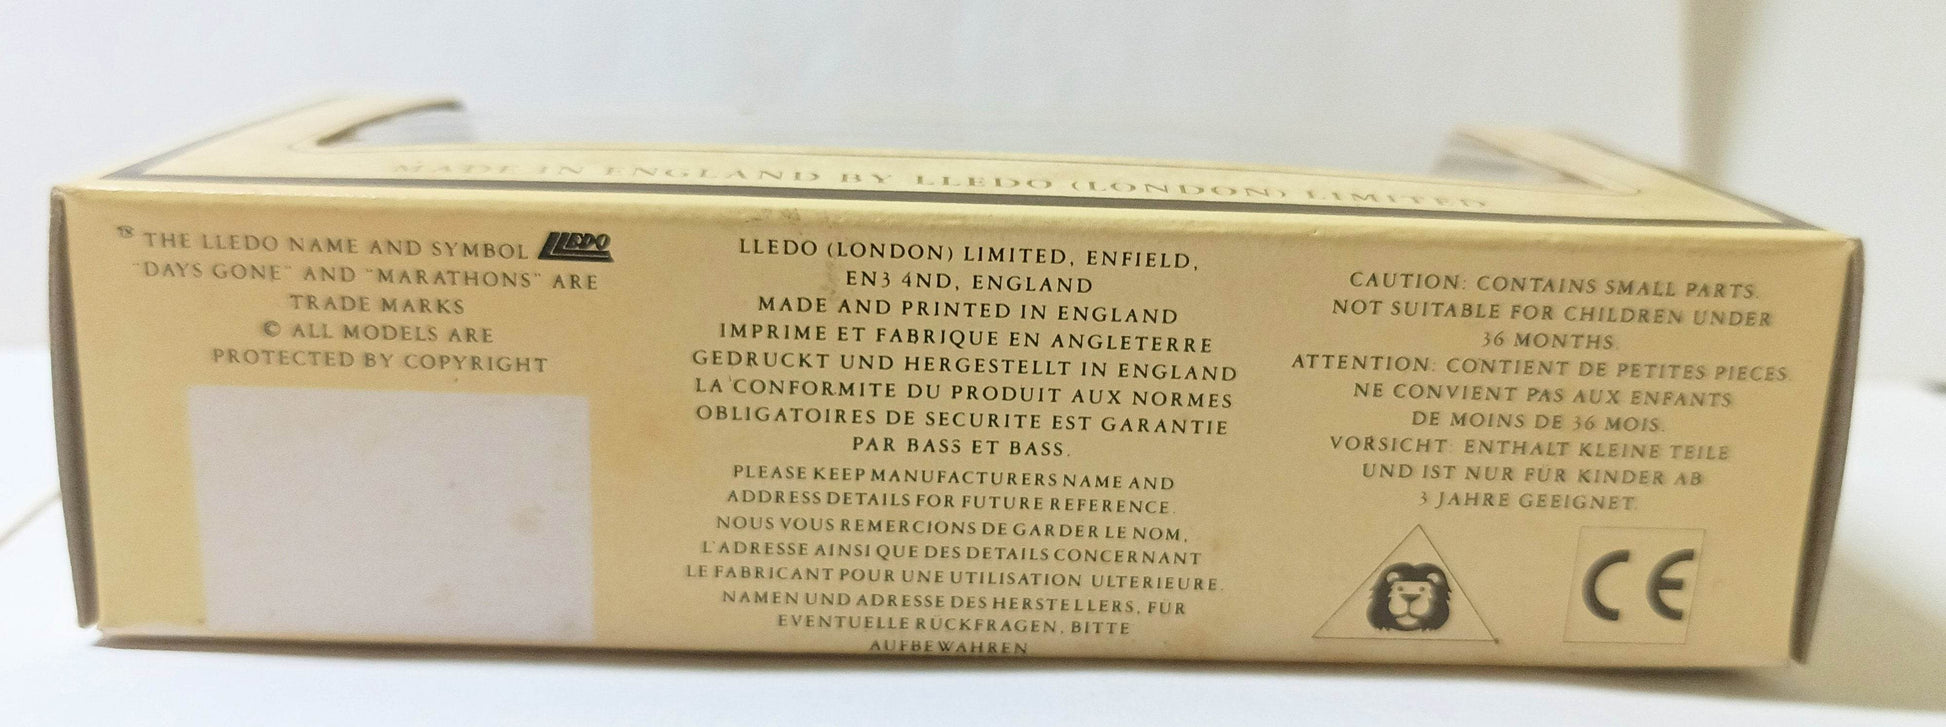 MADE IN ENGLAND BY LLEDO (LONDON) LIMITED
TM THE LLEDO NAME AND SYMBOL LLEDO
"DAYS GONE" AND "MARATHONS" ARE
TRADE MARKS
© ALL MODELS ARE
PROTECTED BY COPYRIGHT
LLEDO (LONDON) LIMITED, ENFIELD,
EN3 4ND, ENGLAND
MADE AND PRINTED IN ENGLAND
IMPRIME ET FABRIQUE EN ANGLETERRE
GEDRUCKT UND HERGESTELLT IN ENGLAND
LA CONFORMITE DU PRODUIT AUX NORMES
OBLIGATOIRES DE SECURITE EST GARANTIE
PAR BASS ET BASS.
PLEASE KEEP MANUFACTURERS NAME AND
ADDRESS DETAILS FOR FUTURE REFERENCE.
NOUS VOUS REMERCIONS DE GARDER LE NOM,
L'ADRESSE AINSI QUE DES DETAILS CONCERNANT
LE FABRICANT POUR UNE UTILISATION ULTERIEURE.
NAMEN UND ADRESSE DES HERSTELLERS, FÜR
EVENTUELLE RÜCKFRAGEN, BITTE
AUFBEWAHREN
CAUTION: CONTAINS SMALL PARTS.
NOT SUITABLE FOR CHILDREN UNDER
36 MONTHS.
ATTENTION: CONTIENT DE PETITES PIECES.
NE CONVIENT PAS AUX ENFANTS
DE MOINS DE 36 MOIS.
VORSICHT: ENTHALT KLEINE TEILE
UND IST NUR FÜR KINDER AB
3 JAHRE GEEIGNET.
CE